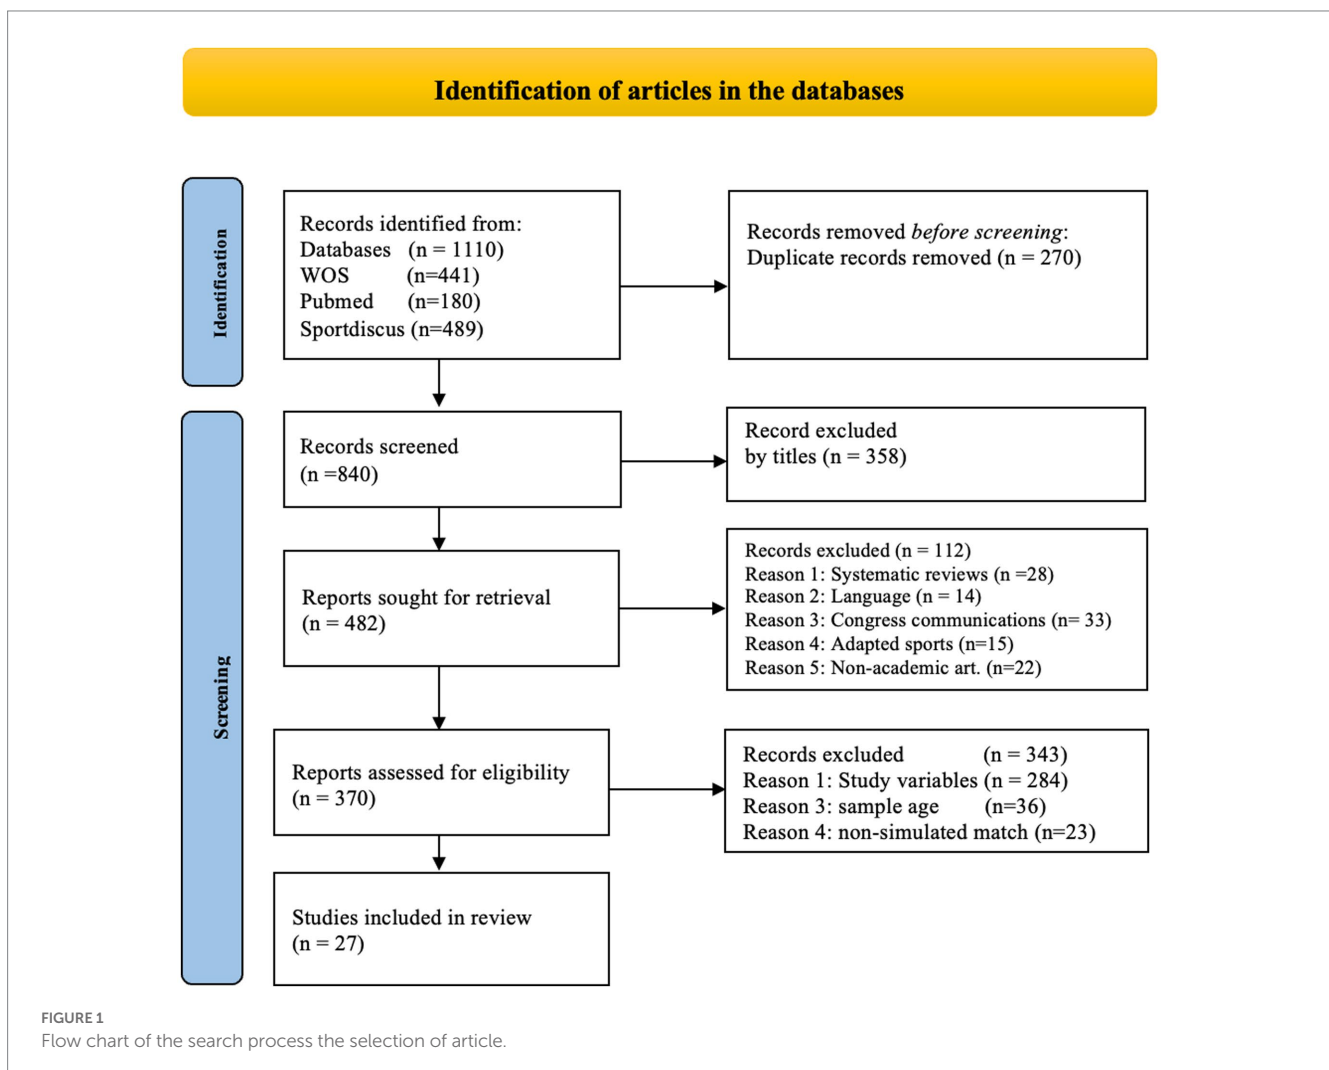 Identification of articles in the databases
Identification
Records identified from:
Databases (n = 1110)
WOS (n=441)
Pubmed (n=180)
Sportdiscus (n=489)
Records removed before screening:
Duplicate records removed (n = 270)
Screening
Records screened
(n =840)
Record excluded
by titles (n = 358)
Reports sought for retrieval
(n = 482)
Records excluded (n = 112)
Reason 1: Systematic reviews (n =28)
Reason 2: Language (n = 14)
Reason 3: Congress communications (n= 33)
Reason 4: Adapted sports (n=15)
Reason 5: Non-academic art. (n=22)
Reports assessed for eligibility
(n = 370)
Records excluded (n = 343)
Reason 1: Study variables (n = 284)
Reason 3: sample age (n=36)
Reason 4: non-simulated match (n=23)
Studies included in review
(n = 27)
FIGURE 1
Flow chart of the search process the selection of article.